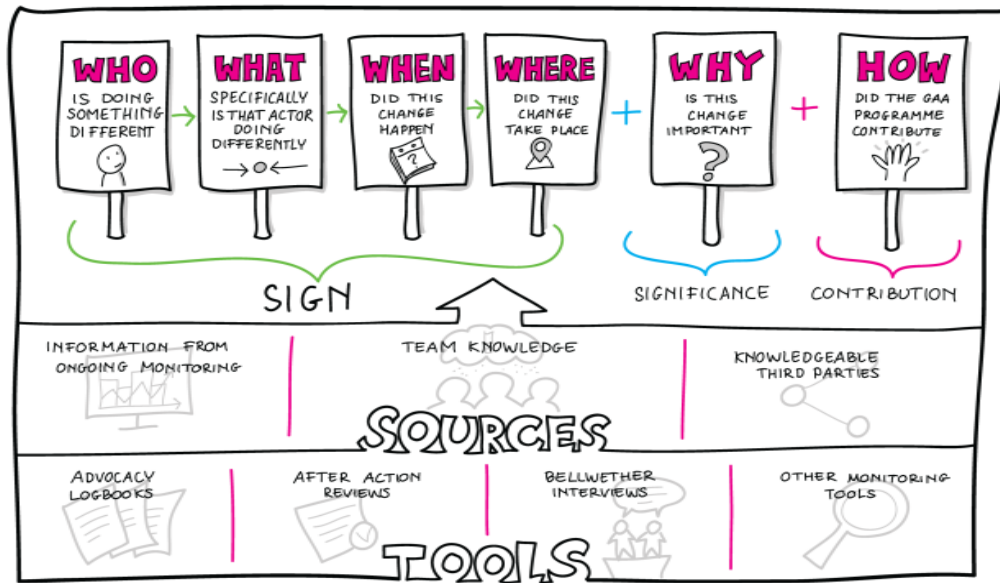 WHO
IS DOING
SOMETHING
DIFFERENT
WHAT
SPECIFICALLY
IS THAT ACTOR
DOING
DIFFERENTLY
WHEN
DID THIS
CHANGE
HAPPEN
?
WHERE
DID THIS
CHANGE
TAKE PLACE
+
WHY
IS THIS
CHANGE
IMPORTANT
?
+
HOW
DID THE GAA
PROGRAMME
CONTRIBUTE
SIGN
SIGNIFICANCE
CONTRIBUTION
INFORMATION FROM
ONGOING MONITORING
TEAM KNOWLEDGE
KNOWLEDGEABLE
THIRD PARTIES
SOURCES
ADVOCACY
LOGBOOKS
AFTER ACTION
REVIEWS
BELLWETHER
INTERVIEWS
OTHER MONITORING
TOOLS
TOOLS